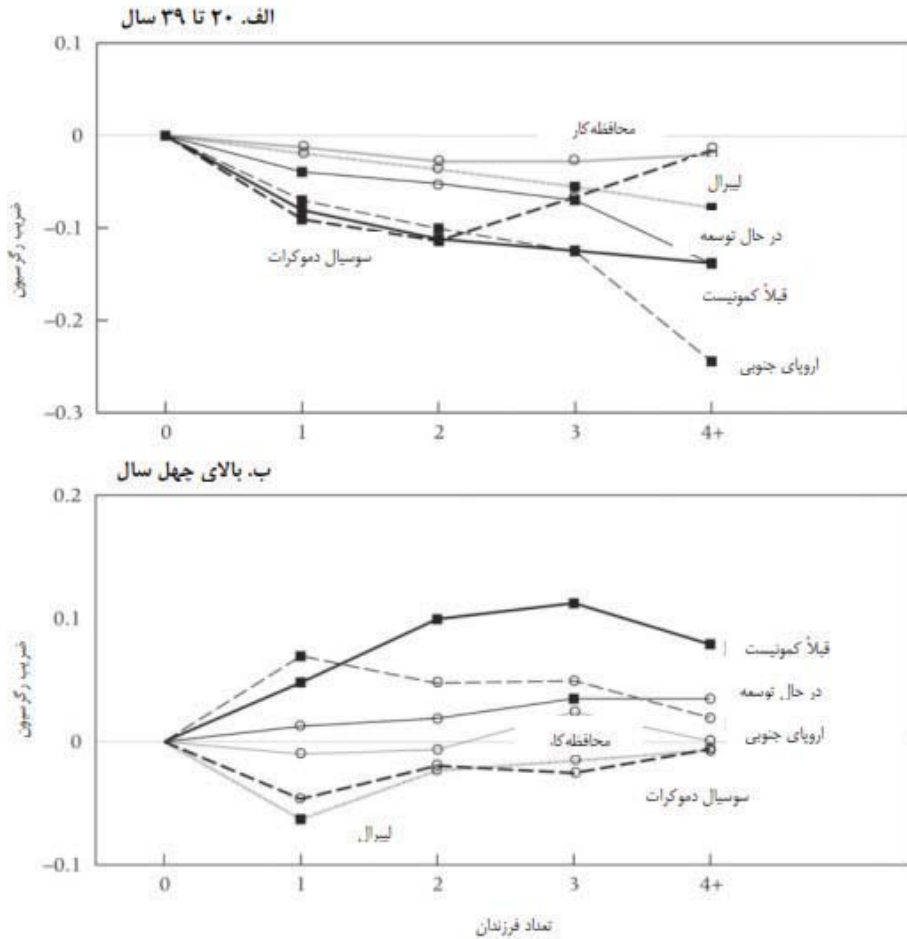 الف. ۲۰ تا ۳۹ سال
0.1
0
−0.1
−0.2
−0.3
ضریب رگرسیون
محافظه‌کار
لیبرال
در حال توسعه
سوسیال دموکرات
قبلاً کمونیست
اروپای جنوبی
0 1 2 3 4+
ب. بالای چهل سال
0.2
0.1
0
−0.1
ضریب رگرسیون
قبلاً کمونیست
در حال توسعه
اروپای جنوبی
محافظه‌کا
سوسیال دموکرات
لیبرال
0 1 2 3 4+
تعداد فرزندان